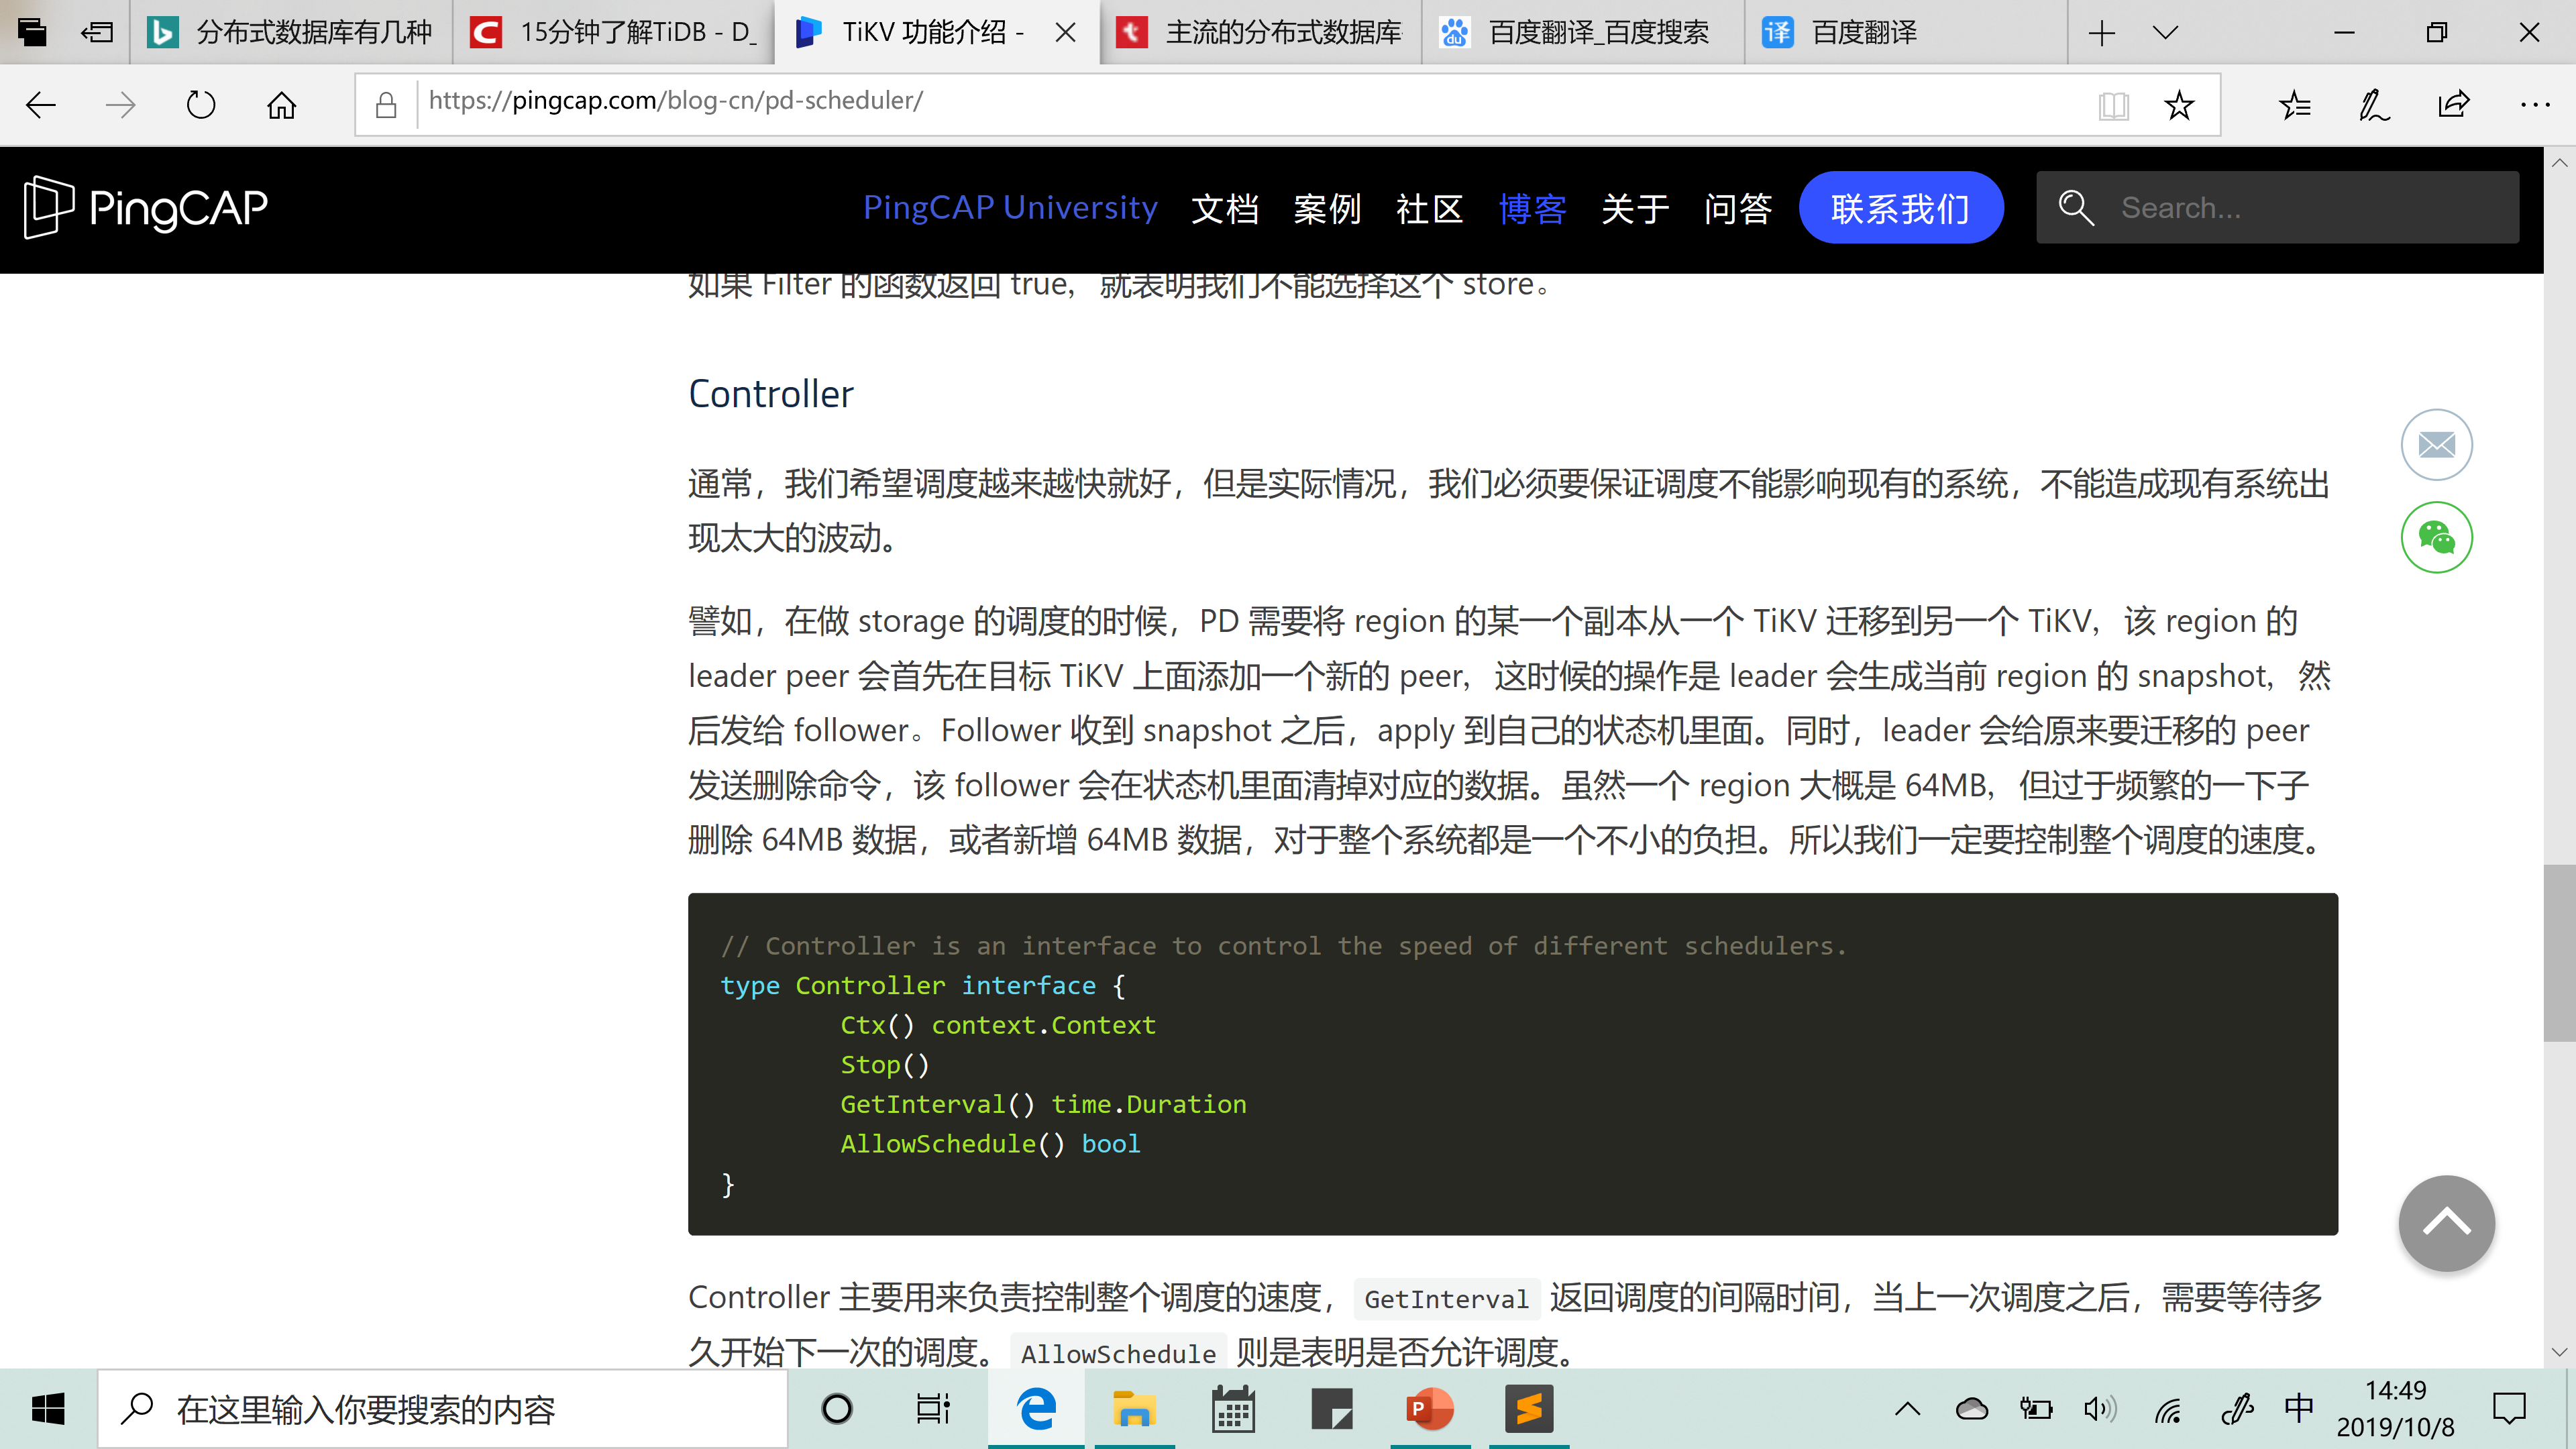 分布式数据库有几种
15分钟了解TiDB - D_
TiKV 功能介绍 -
主流的分布式数据库
百度翻译_百度搜索
百度翻译
https://pingcap.com/blog-cn/pd-scheduler/
PingCAP
PingCAP University 文档 案例 社区 博客 关于 问答 联系我们 Search...
如果 Filter 的函数返回 true，就表明我们不能选择这个 store。
Controller
通常，我们希望调度越来越快就好，但是实际情况，我们必须要保证调度不能影响现有的系统，不能造成现有系统出
现太大的波动。
譬如，在做 storage 的调度的时候，PD 需要将 region 的某一个副本从一个 TiKV 迁移到另一个 TiKV，该 region 的
leader peer 会首先在目标 TiKV 上面添加一个新的 peer，这时候的操作是 leader 会生成当前 region 的 snapshot，然
后发给 follower。Follower 收到 snapshot 之后，apply 到自己的状态机里面。同时，leader 会给原来要迁移的 peer
发送删除命令，该 follower 会在状态机里面清掉对应的数据。虽然一个 region 大概是 64MB，但过于频繁的一下子
删除 64MB 数据，或者新增 64MB 数据，对于整个系统都是一个不小的负担。所以我们一定要控制整个调度的速度。
// Controller is an interface to control the speed of different schedulers.
type Controller interface {
Ctx() context.Context
Stop()
GetInterval() time.Duration
AllowSchedule() bool
}
Controller 主要用来负责控制整个调度的速度，GetInterval 返回调度的间隔时间，当上一次调度之后，需要等待多
久开始下一次的调度。AllowSchedule 则是表明是否允许调度。
在这里输入你要搜索的内容
中
14:49
2019/10/8